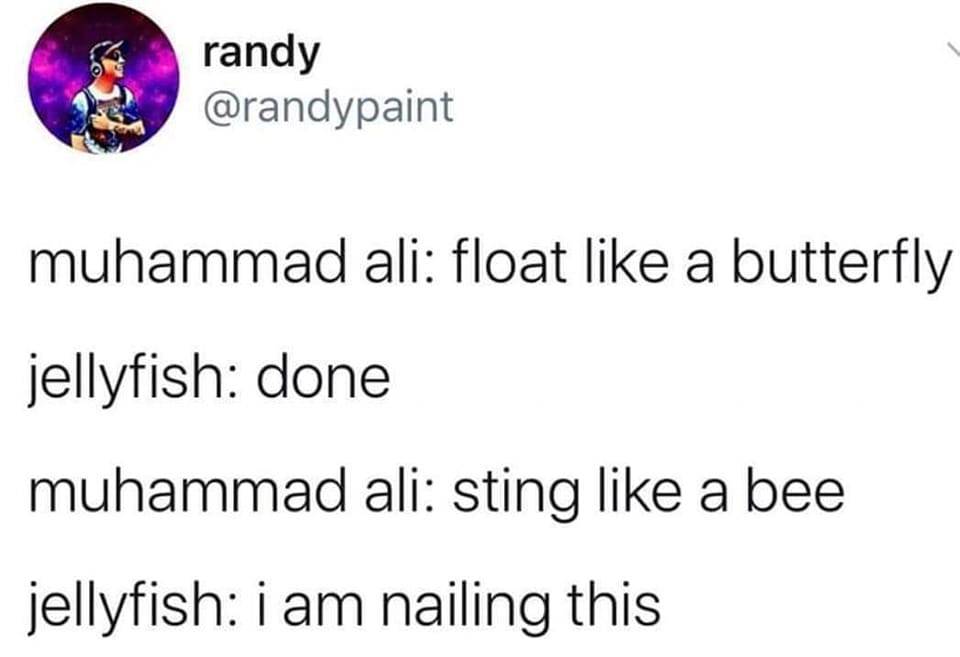 randy
@randypaint
muhammad ali: float like a butterfly
jellyfish: done
muhammad ali: sting like a bee
jellyfish: i am nailing this